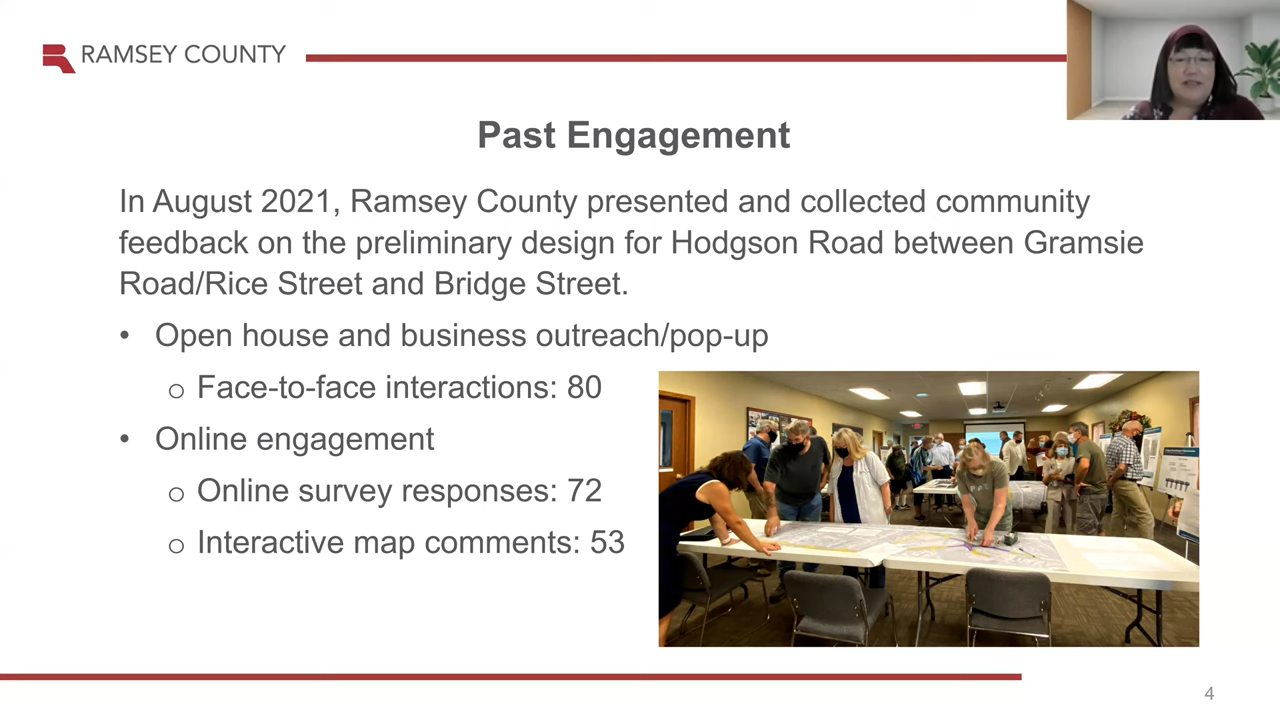 RAMSEY COUNTY
Past Engagement
In August 2021, Ramsey County presented and collected community
feedback on the preliminary design for Hodgson Road between Gramsie
Road/Rice Street and Bridge Street.
• Open house and business outreach/pop-up
o Face-to-face interactions: 80
• Online engagement
o Online survey responses: 72
o Interactive map comments: 53
4